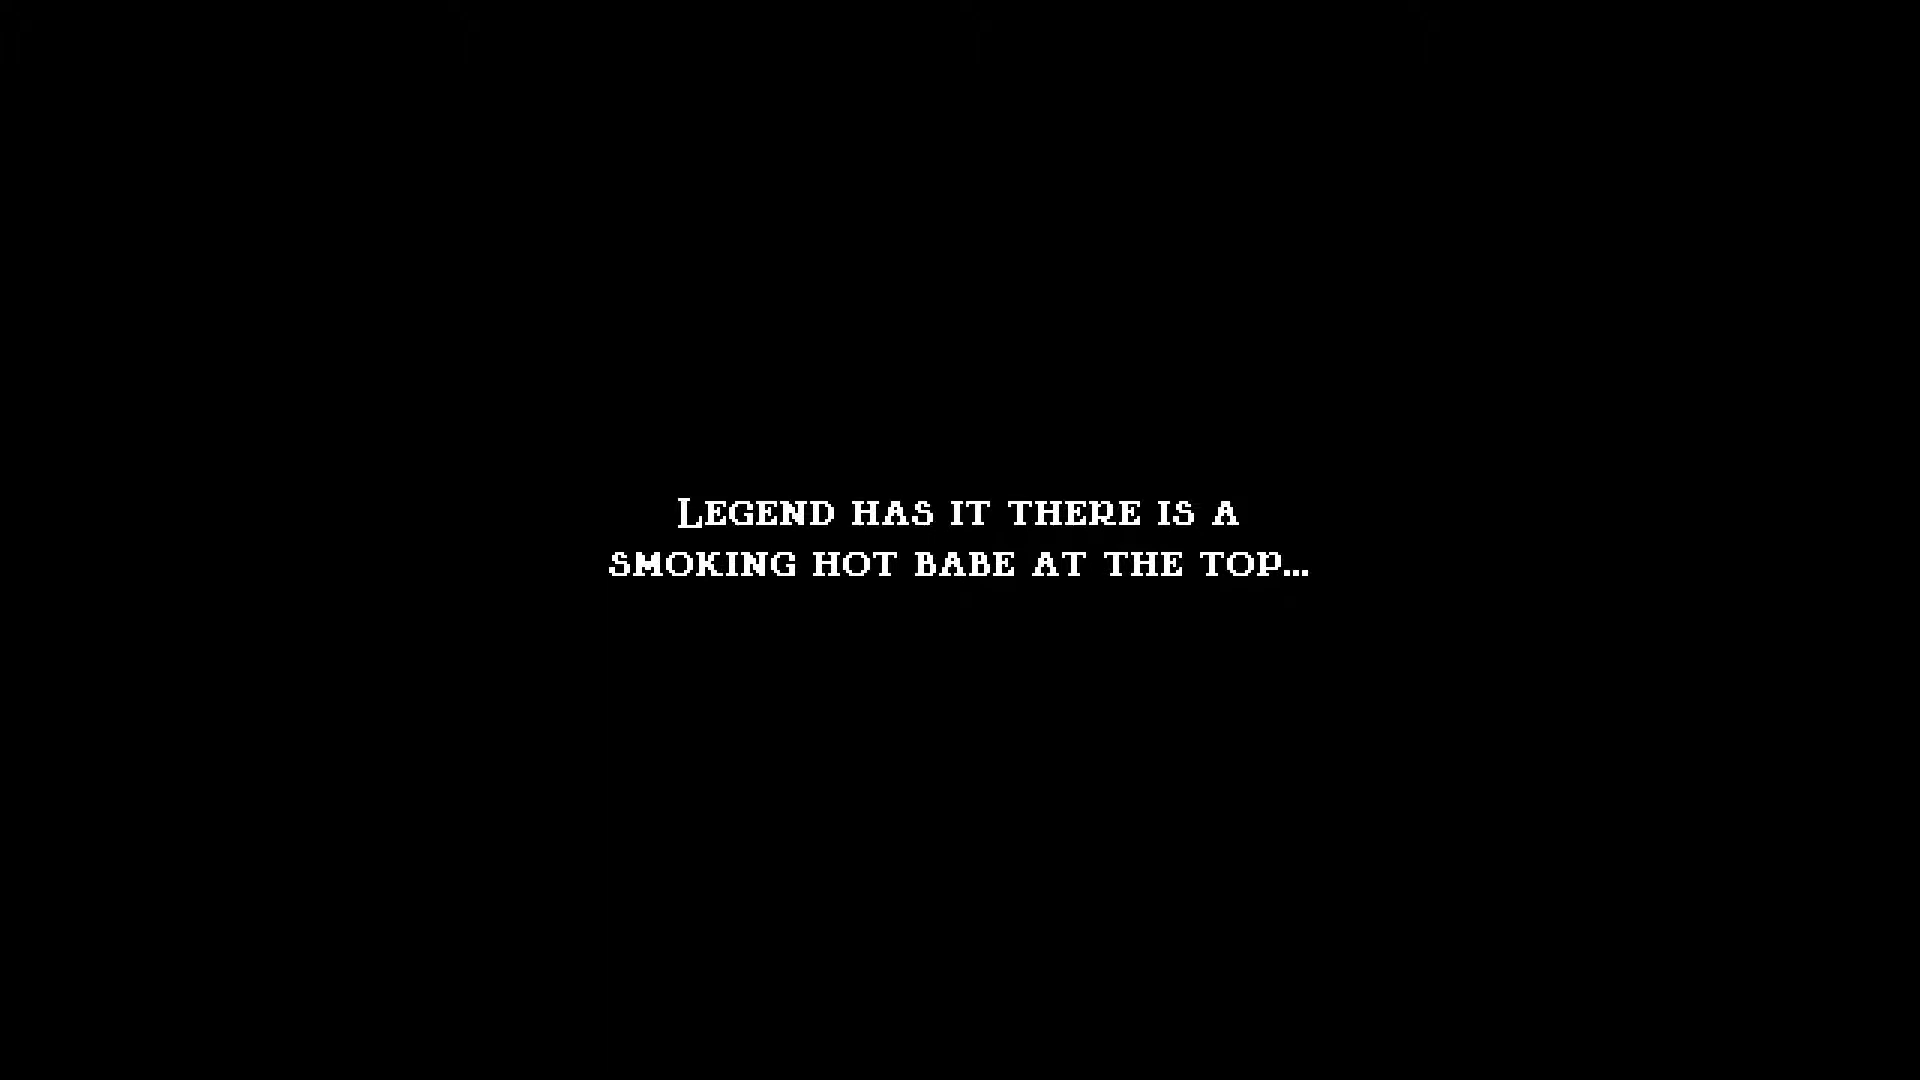 Legend has it there is a
smoking hot babe at the top...